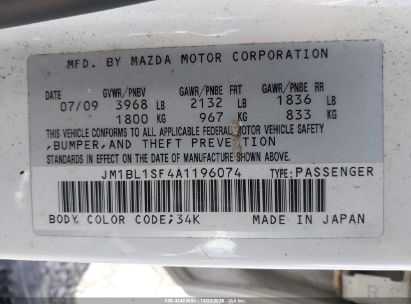 MFD. BY MAZDA MOTOR CORPORATION
DATE GVWR/PNBV GAWR/PNBE FRT GAWR/PNBE RR
07/09 3968 LB 2132 LB 1836 LB
1800 KG 967 KG 833 KG
THIS VEHICLE CONFORMS TO ALL APPLICABLE FEDERAL MOTOR VEHICLE SAFETY
,BUMPER,AND THEFT PREVENTION
STANDARDS IN EFFECT ON THE DATE OF MANUFACTURE SHOWN ABOVE.
JM1BL1SF4A1196074 TYPE:PASSENGER
BODY COLOR CODE;34K MADE IN JAPAN